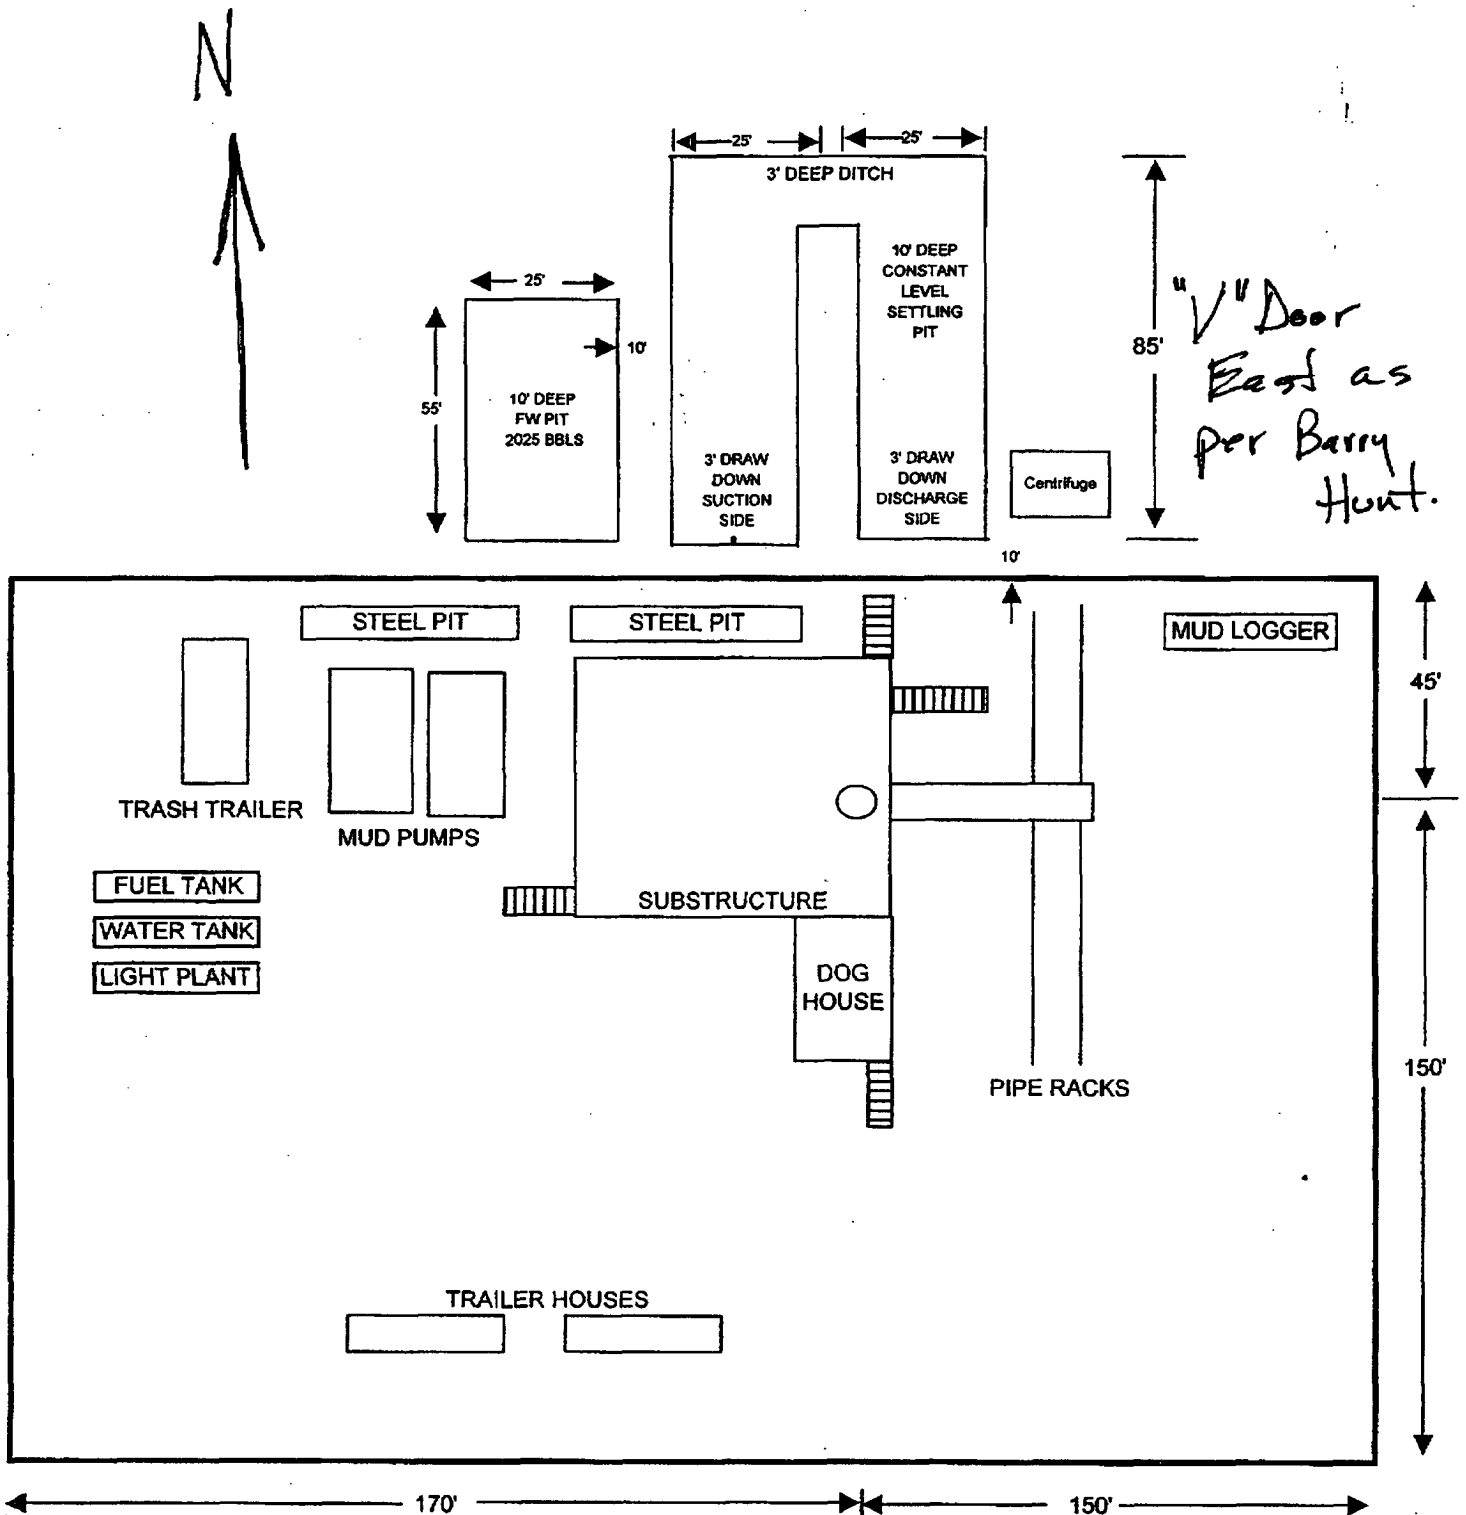 N
25'
25'
3' DEEP DITCH
10' DEEP
CONSTANT
LEVEL
SETTLING
PIT
25'
10'
55'
10' DEEP
FW PIT
2025 BBLS
3' DRAW
DOWN
SUCTION
SIDE
3' DRAW
DOWN
DISCHARGE
SIDE
Centrifuge
85'
"V" Door
East as
per Barry
Hunt.
10'
STEEL PIT
STEEL PIT
MUD LOGGER
45'
TRASH TRAILER
MUD PUMPS
FUEL TANK
WATER TANK
LIGHT PLANT
SUBSTRUCTURE
DOG
HOUSE
PIPE RACKS
150'
TRAILER HOUSES
170'
150'